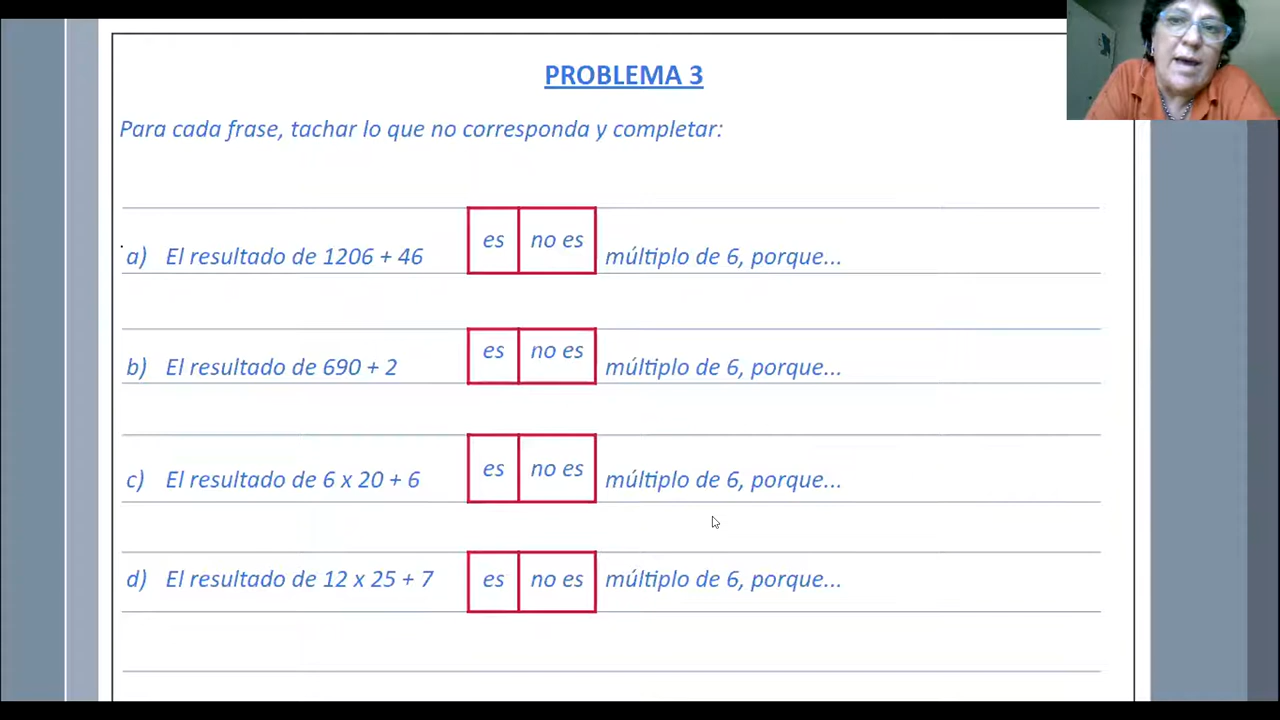 PROBLEMA 3
Para cada frase, tachar lo que no corresponda y completar:
a) El resultado de 1206 + 46 es no es múltiplo de 6, porque...
b) El resultado de 690 + 2 es no es múltiplo de 6, porque...
c) El resultado de 6 x 20 + 6 es no es múltiplo de 6, porque...
d) El resultado de 12 x 25 + 7 es no es múltiplo de 6, porque...